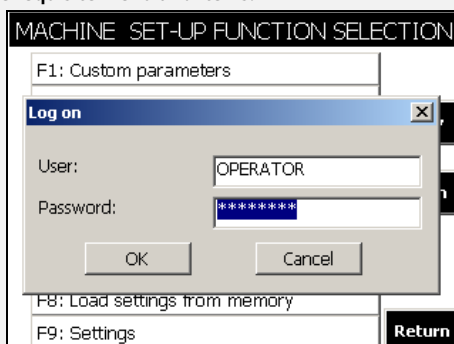 MACHINE SET-UP FUNCTION SELECTION
F1: Custom parameters
Log on
User:
OPERATOR
Password:
********
OK
Cancel
F8: Load settings from memory
F9: Settings
Return